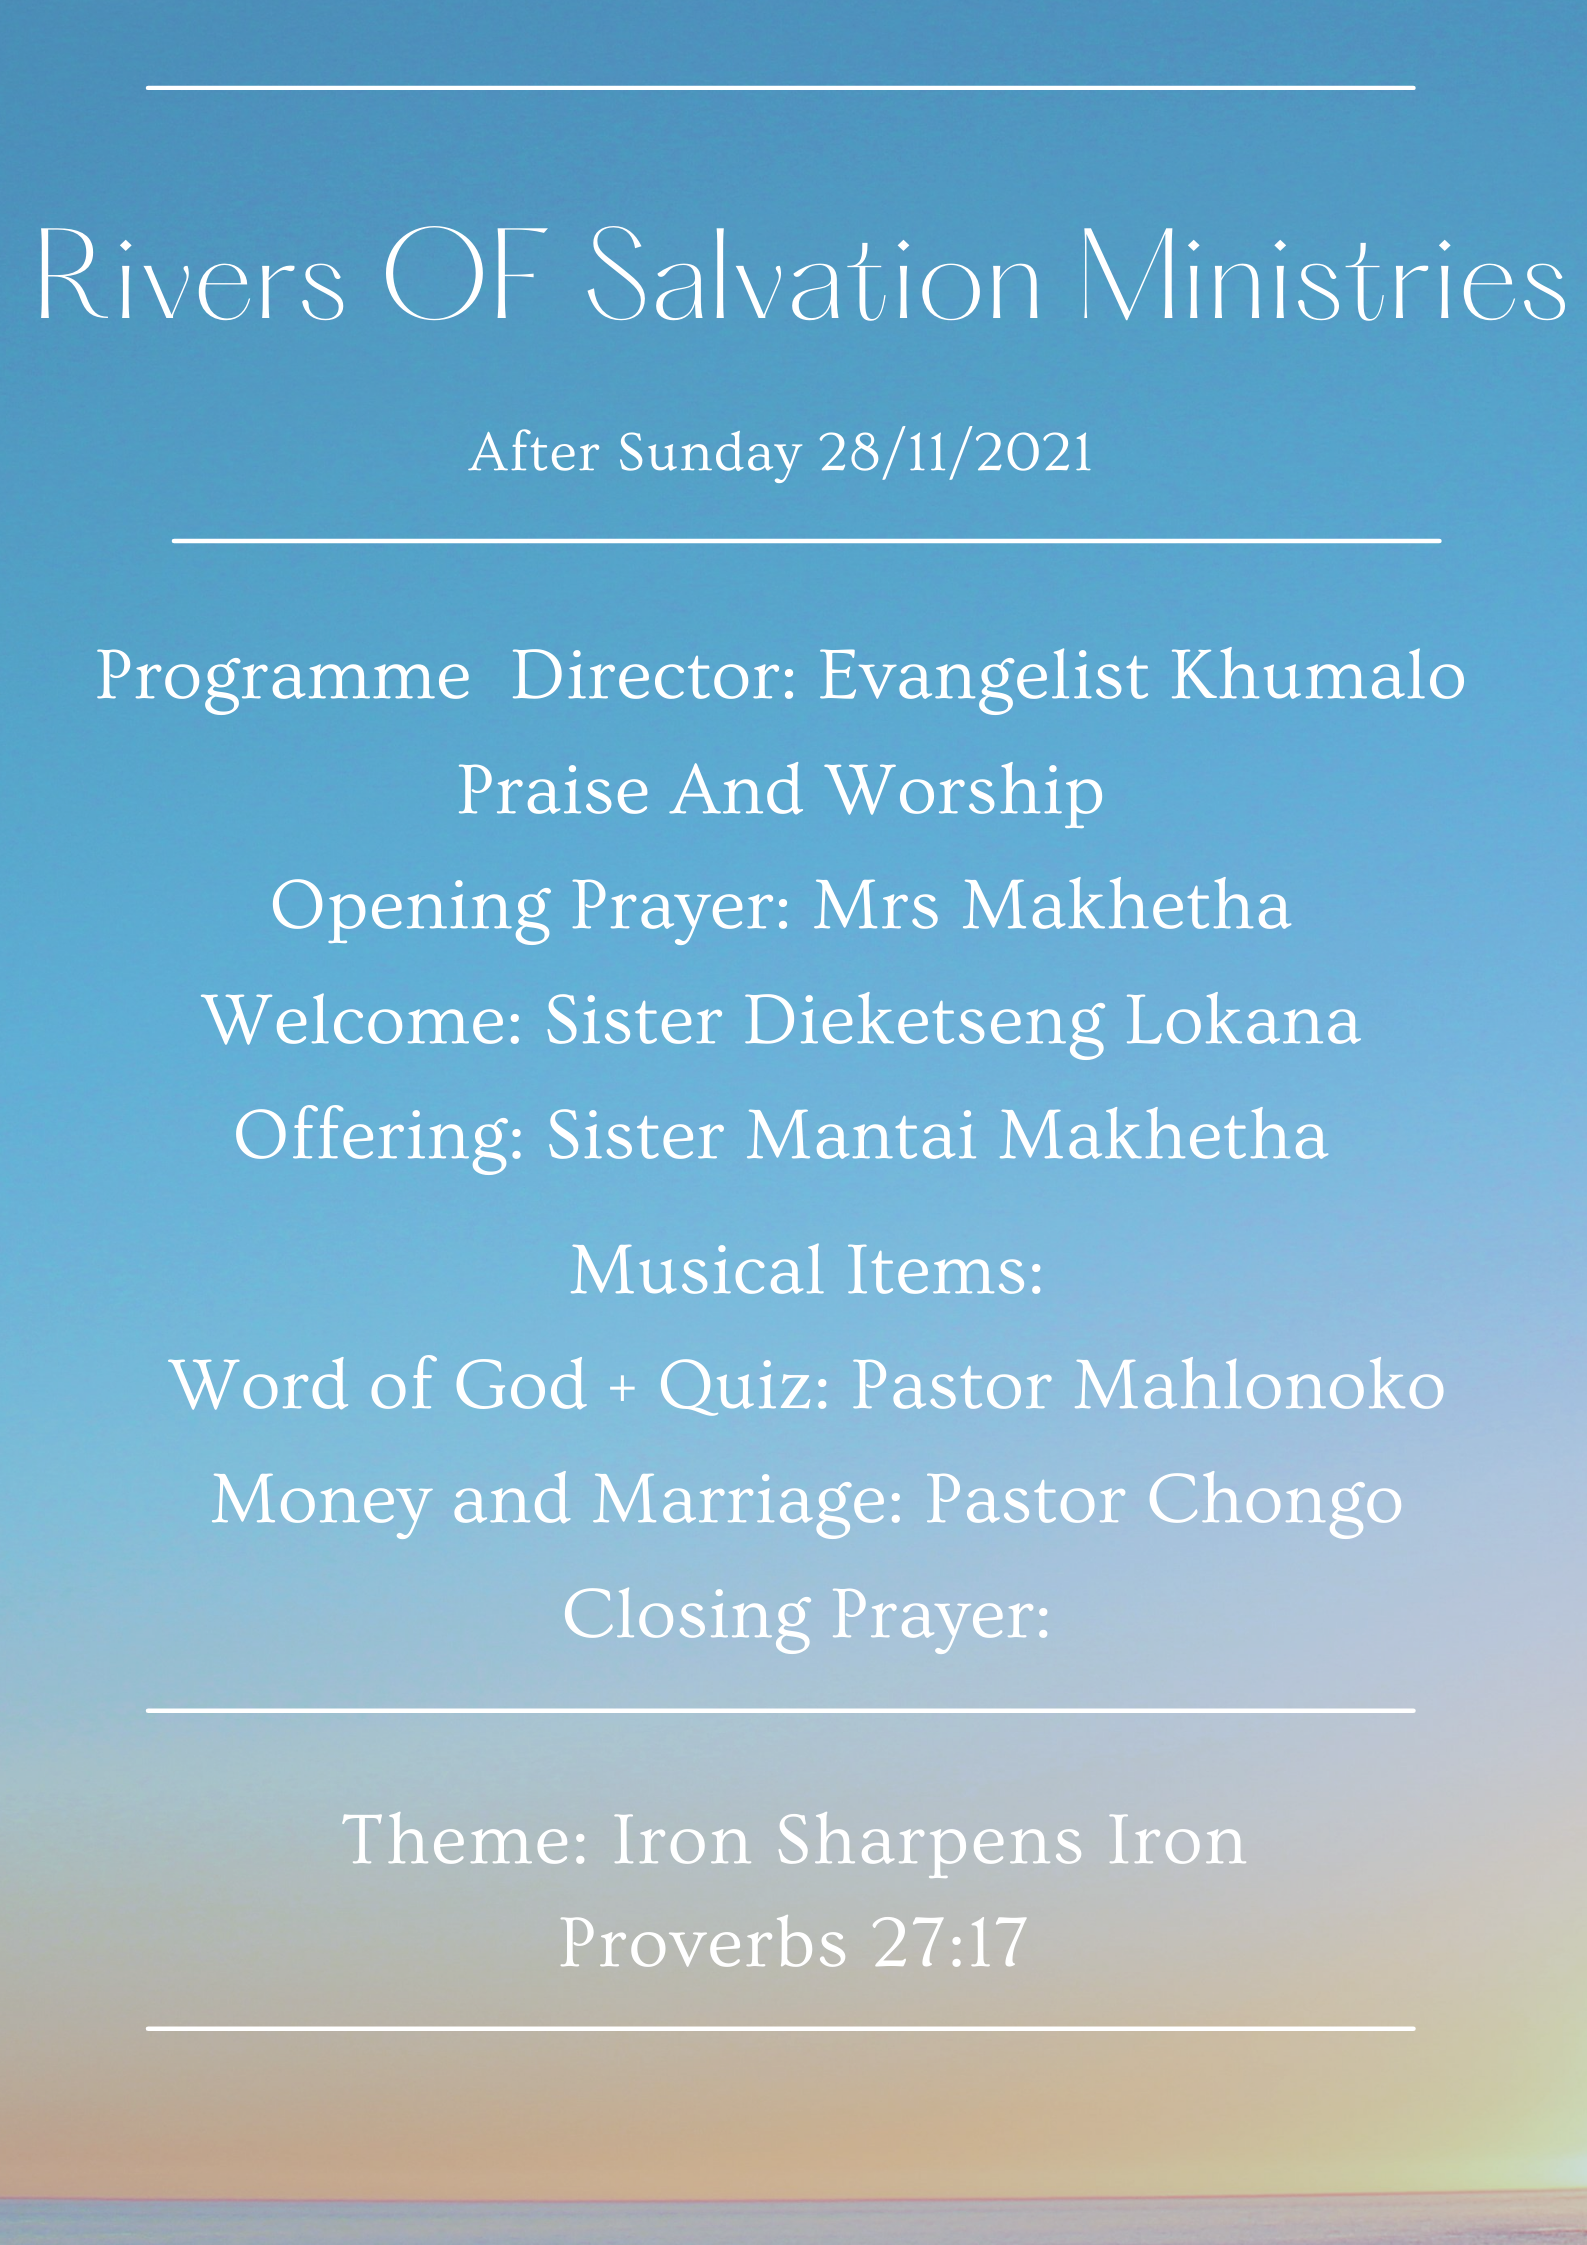 Rivers OF Salvation Ministries
After Sunday 28/11/2021
Programme  Director: Evangelist Khumalo
Praise And Worship
Opening Prayer: Mrs Makhetha
Welcome: Sister Dieketseng Lokana
Offering: Sister Mantai Makhetha
Musical Items:
Word of God + Quiz: Pastor Mahlonoko
Money and Marriage: Pastor Chongo
Closing Prayer:
Theme: Iron Sharpens Iron
Proverbs 27:17